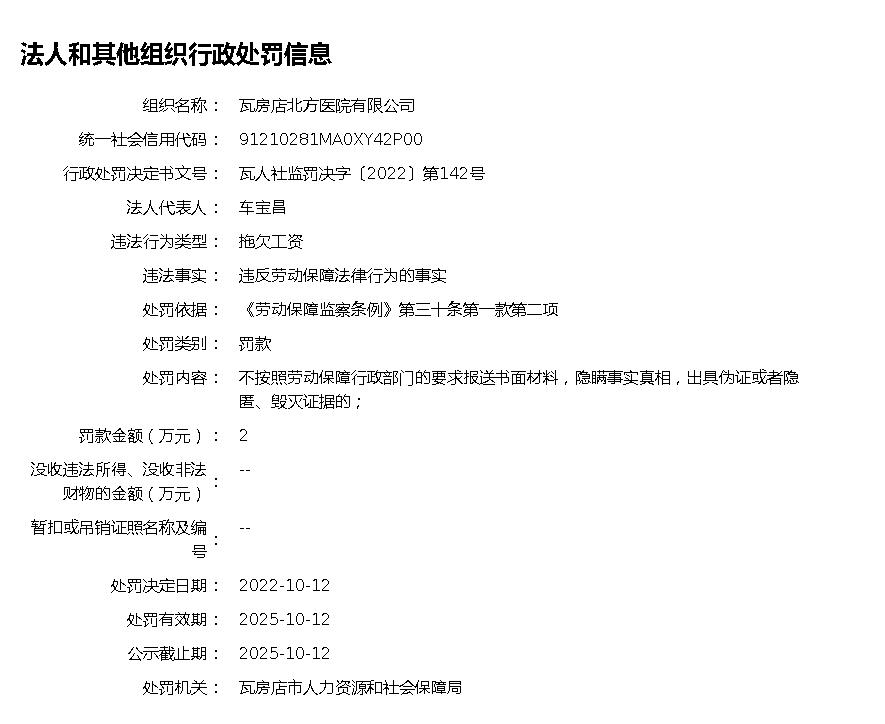 法人和其他组织行政处罚信息
组织名称： 瓦房店北方医院有限公司
统一社会信用代码： 91210281MA0XY42P00
行政处罚决定书文号： 瓦人社监罚决字〔2022〕第142号
法人代表人： 车宝昌
违法行为类型： 拖欠工资
违法事实： 违反劳动保障法律行为的事实
处罚依据： 《劳动保障监察条例》第三十条第一款第二项
处罚类别： 罚款
处罚内容： 不按照劳动保障行政部门的要求报送书面材料，隐瞒事实真相，出具伪证或者隐
匿、毁灭证据的；
罚款金额（万元）： 2
没收违法所得、没收非法
财物的金额（万元）： --
暂扣或吊销证照名称及编
号： --
处罚决定日期： 2022-10-12
处罚有效期： 2025-10-12
公示截止期： 2025-10-12
处罚机关： 瓦房店市人力资源和社会保障局